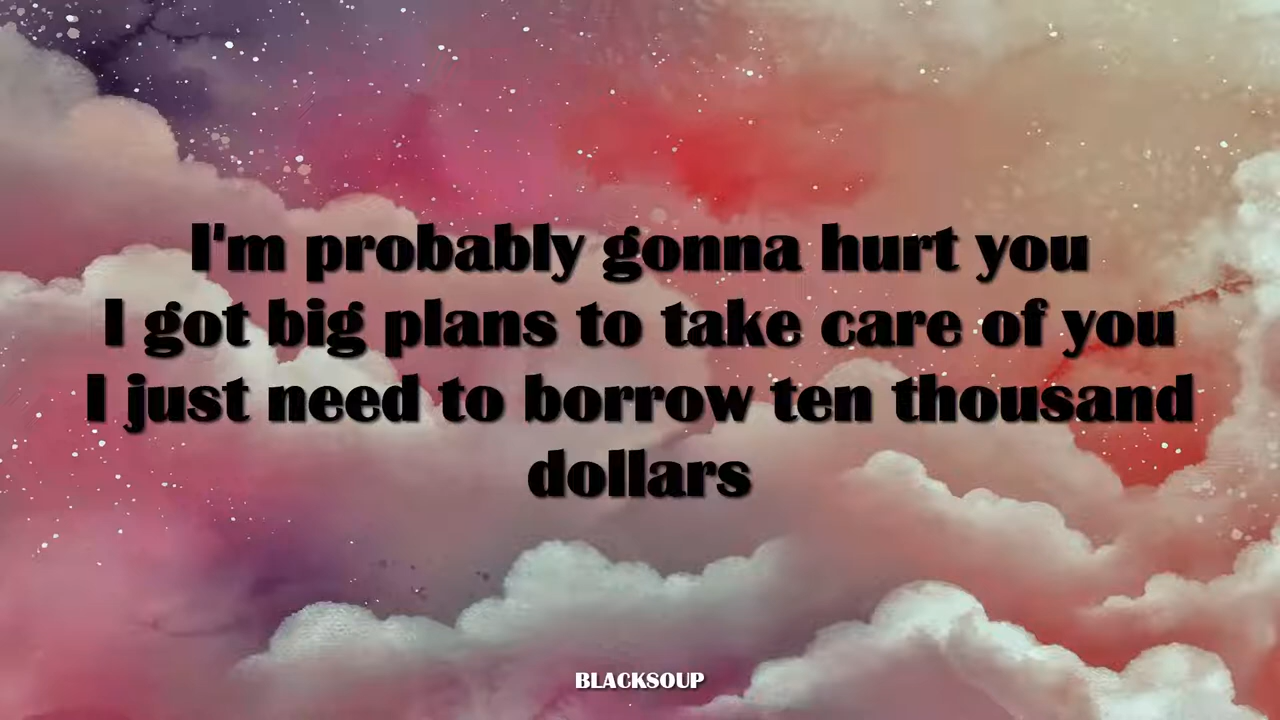 I'm probably gonna hurt you
I got big plans to take care of you
I just need to borrow ten thousand
dollars
BLACKSOUP